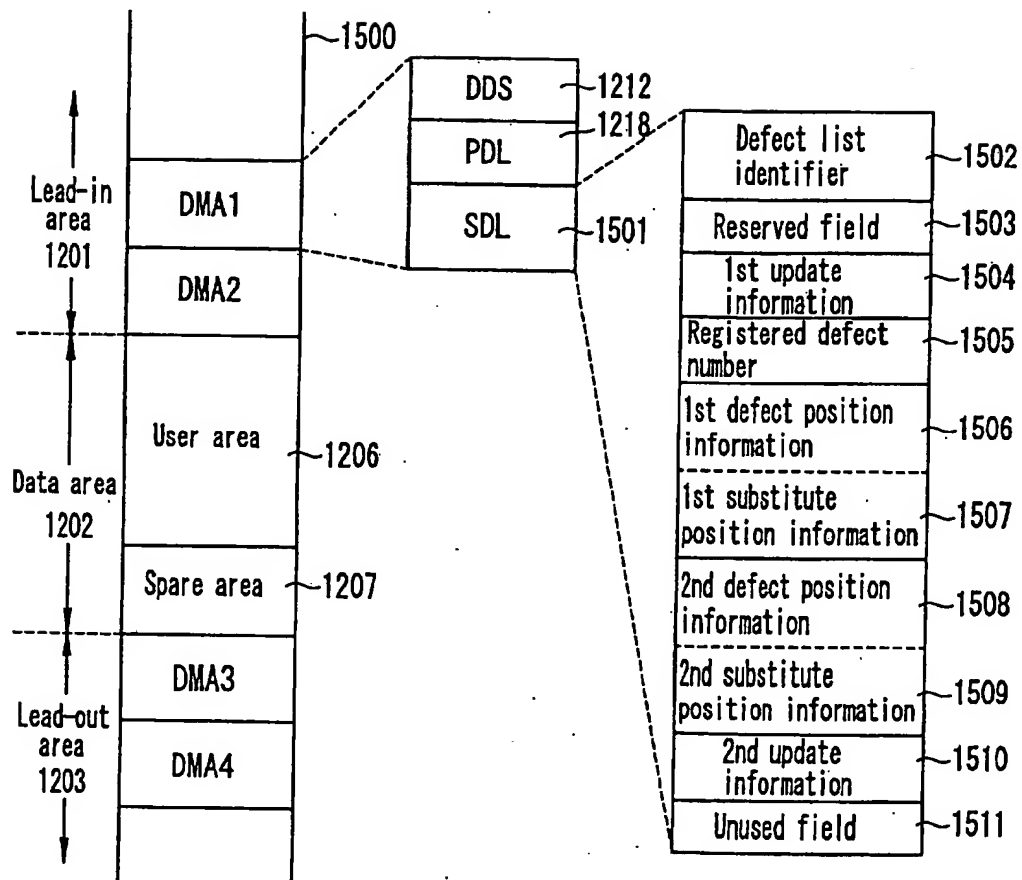 1500
Lead-in
area
1201
DMA1
DMA2
Data area
1202
User area
1206
Spare area
1207
Lead-out
area
1203
DMA3
DMA4
DDS
1212
PDL
1218
SDL
1501
Defect list
identifier
1502
Reserved field
1503
1st update
information
1504
Registered defect
number
1505
1st defect position
information
1506
1st substitute
position information
1507
2nd defect position
information
1508
2nd substitute
position information
1509
2nd update
information
1510
Unused field
1511